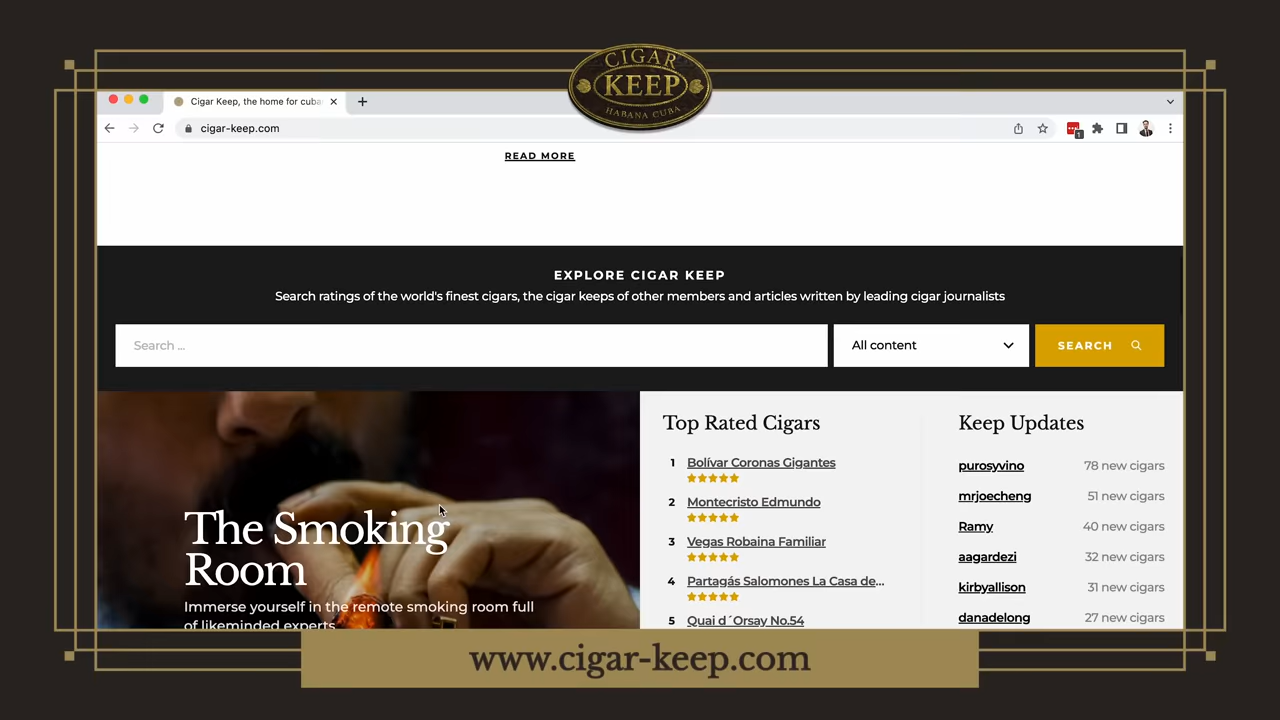 CIGAR
KEEP
HABANA CUBA
Cigar Keep, the home for cuba
cigar-keep.com
1
READ MORE
EXPLORE CIGAR KEEP
Search ratings of the world's finest cigars, the cigar keeps of other members and articles written by leading cigar journalists
Search ...
All content
SEARCH
The Smoking
Room
Immerse yourself in the remote smoking room full
of likeminded experts
Top Rated Cigars
1 Bolívar Coronas Gigantes
2 Montecristo Edmundo
3 Vegas Robaina Familiar
4 Partagás Salomones La Casa de...
5 Quai d´Orsay No.54
Keep Updates
purosyvino 78 new cigars
mrjoecheng 51 new cigars
Ramy 40 new cigars
aagardezi 32 new cigars
kirbyallison 31 new cigars
danadelong 27 new cigars
www.cigar-keep.com